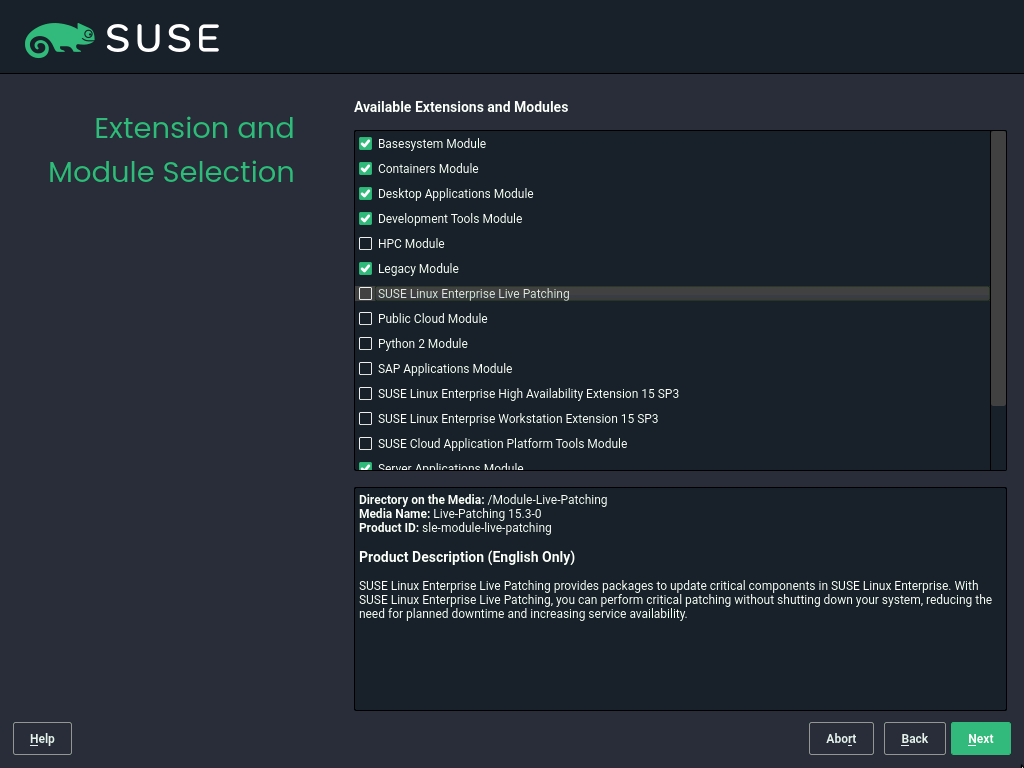 SUSE
Extension and
Module Selection
Available Extensions and Modules
Basesystem Module
Containers Module
Desktop Applications Module
Development Tools Module
HPC Module
Legacy Module
SUSE Linux Enterprise Live Patching
Public Cloud Module
Python 2 Module
SAP Applications Module
SUSE Linux Enterprise High Availability Extension 15 SP3
SUSE Linux Enterprise Workstation Extension 15 SP3
SUSE Cloud Application Platform Tools Module
Server Applications Module
Directory on the Media: /Module-Live-Patching
Media Name: Live-Patching 15.3-0
Product ID: sle-module-live-patching
Product Description (English Only)
SUSE Linux Enterprise Live Patching provides packages to update critical components in SUSE Linux Enterprise. With
SUSE Linux Enterprise Live Patching, you can perform critical patching without shutting down your system, reducing the
need for planned downtime and increasing service availability.
Help
Abort
Back
Next